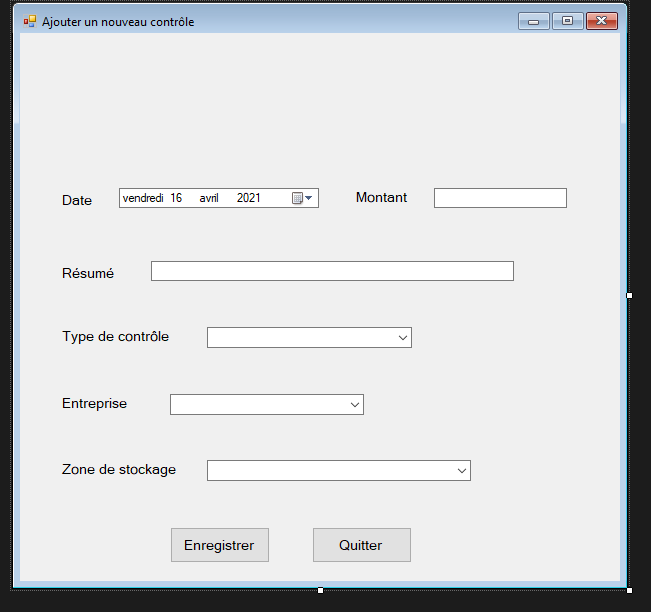 Ajouter un nouveau contrôle
Date vendredi 16 avril 2021 Montant
Résumé
Type de contrôle
Entreprise
Zone de stockage
Enregistrer Quitter